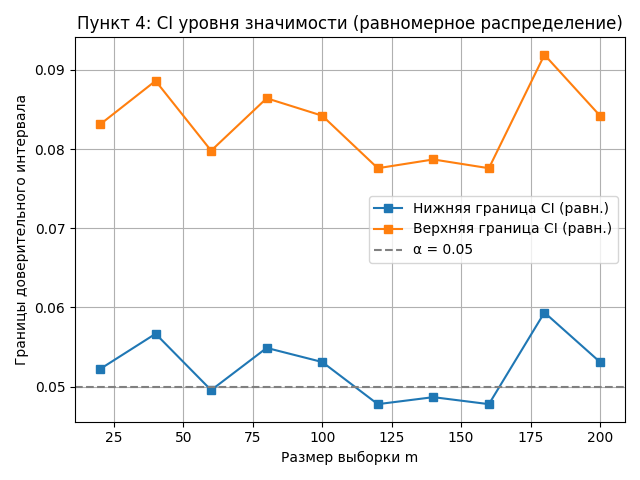 Пункт 4: CI уровня значимости (равномерное распределение)
Границы доверительного интервала
0.09
0.08
0.07
0.06
0.05
Нижняя граница CI (равн.)
Верхняя граница CI (равн.)
α = 0.05
25 50 75 100 125 150 175 200
Размер выборки m